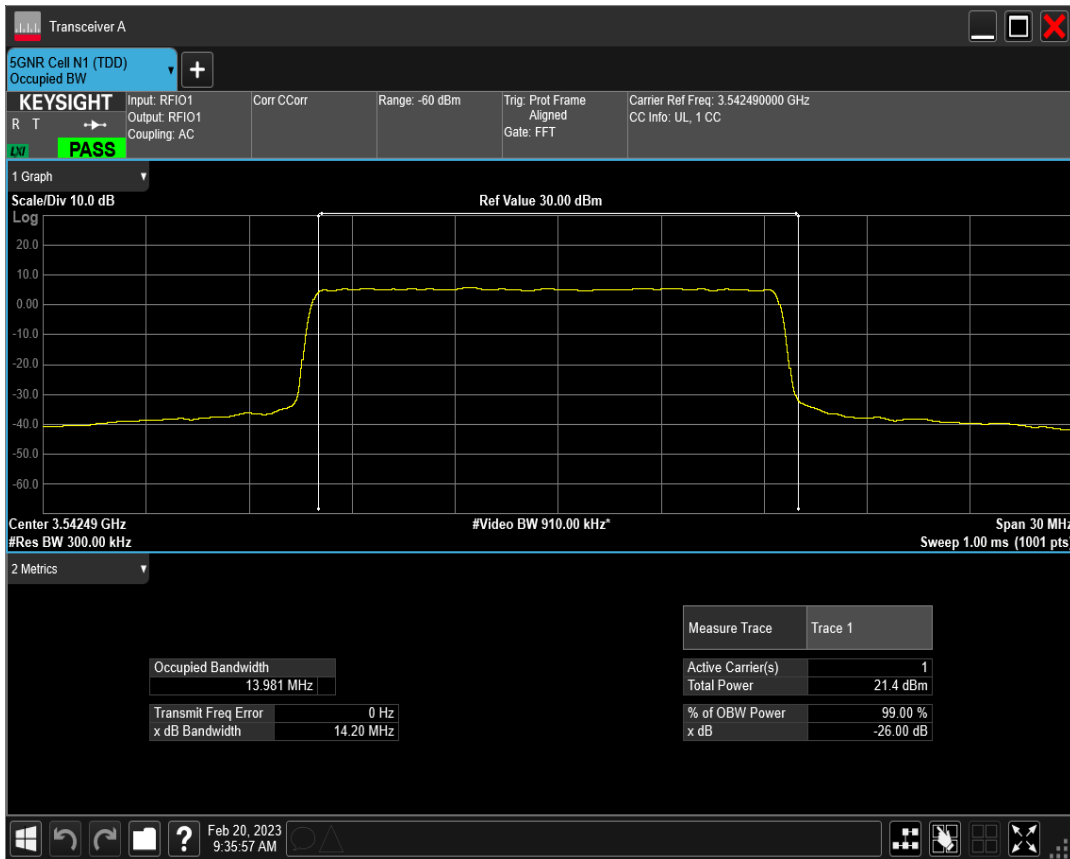 Transceiver A
5GNR Cell N1 (TDD)
Occupied BW
+
KEYSIGHT
R T
LXI
PASS
Input: RFIO1
Output: RFIO1
Coupling: AC
Corr CCorr
Range: -60 dBm
Trig: Prot Frame
Aligned
Gate: FFT
Carrier Ref Freq: 3.542490000 GHz
CC Info: UL, 1 CC
1 Graph
Scale/Div 10.0 dB
Ref Value 30.00 dBm
Log
20.0
10.0
0.00
-10.0
-20.0
-30.0
-40.0
-50.0
-60.0
Center 3.54249 GHz
#Video BW 910.00 kHz*
Span 30 MHz
#Res BW 300.00 kHz
Sweep 1.00 ms (1001 pts)
2 Metrics
Measure Trace Trace 1
Occupied Bandwidth
13.981 MHz
Active Carrier(s) 1
Total Power 21.4 dBm
Transmit Freq Error 0 Hz
x dB Bandwidth 14.20 MHz
% of OBW Power 99.00 %
x dB -26.00 dB
?
Feb 20, 2023
9:35:57 AM